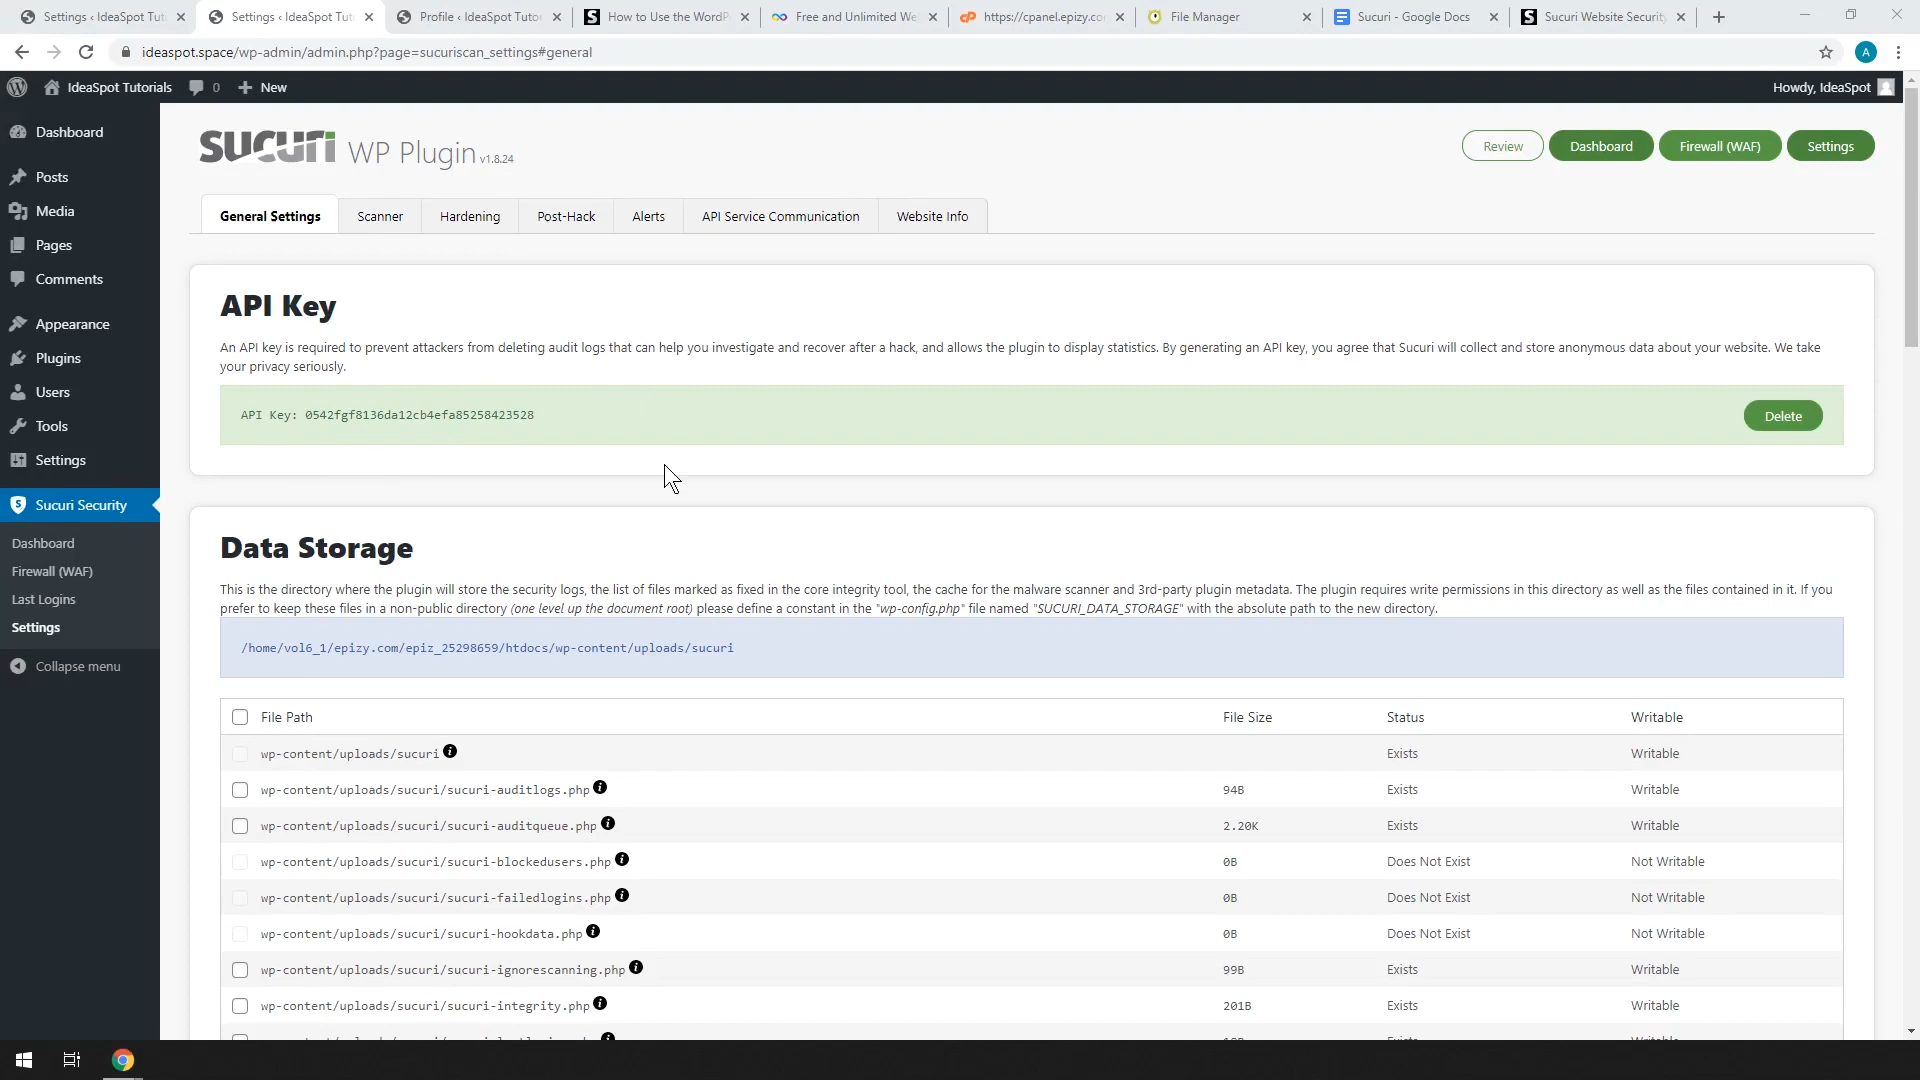 Settings ‹ IdeaSpot Tut
Settings ‹ IdeaSpot Tut
Profile ‹ IdeaSpot Tuto
How to Use the WordP
Free and Unlimited We
https://cpanel.epizy.co
File Manager
Sucuri - Google Docs
Sucuri Website Security
ideaspot.space/wp-admin/admin.php?page=sucuriscan_settings#general
A
IdeaSpot Tutorials
0
New
Howdy, IdeaSpot
Dashboard
Posts
Media
Pages
Comments
Appearance
Plugins
Users
Tools
Settings
Sucuri Security
Dashboard
Firewall (WAF)
Last Logins
Settings
Collapse menu
SUCURI WP Plugin v1.8.24
Review
Dashboard
Firewall (WAF)
Settings
General Settings
Scanner
Hardening
Post-Hack
Alerts
API Service Communication
Website Info
API Key
An API key is required to prevent attackers from deleting audit logs that can help you investigate and recover after a hack, and allows the plugin to display statistics. By generating an API key, you agree that Sucuri will collect and store anonymous data about your website. We take
your privacy seriously.
API Key: 0542fgf8136da12cb4efa85258423528
Delete
Data Storage
This is the directory where the plugin will store the security logs, the list of files marked as fixed in the core integrity tool, the cache for the malware scanner and 3rd-party plugin metadata. The plugin requires write permissions in this directory as well as the files contained in it. If you
prefer to keep these files in a non-public directory (one level up the document root) please define a constant in the "wp-config.php" file named "SUCURI_DATA_STORAGE" with the absolute path to the new directory.
/home/vol6_1/epizy.com/epiz_25298659/htdocs/wp-content/uploads/sucuri
File Path File Size Status Writable
wp-content/uploads/sucuri Exists Writable
wp-content/uploads/sucuri/sucuri-auditlogs.php 94B Exists Writable
wp-content/uploads/sucuri/sucuri-auditqueue.php 2.20K Exists Writable
wp-content/uploads/sucuri/sucuri-blockedusers.php 0B Does Not Exist Not Writable
wp-content/uploads/sucuri/sucuri-failedlogins.php 0B Does Not Exist Not Writable
wp-content/uploads/sucuri/sucuri-hookdata.php 0B Does Not Exist Not Writable
wp-content/uploads/sucuri/sucuri-ignorescanning.php 99B Exists Writable
wp-content/uploads/sucuri/sucuri-integrity.php 201B Exists Writable